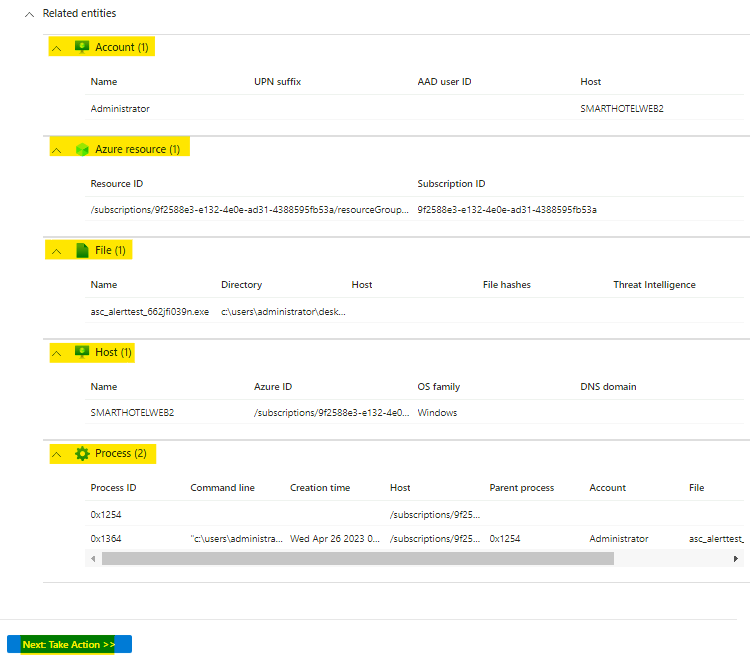 Related entities
Account (1)
Name UPN suffix AAD user ID Host
Administrator SMARTHOTELWEB2
Azure resource (1)
Resource ID Subscription ID
/subscriptions/9f2588e3-e132-4e0e-ad31-4388595fb53a/resourceGroup... 9f2588e3-e132-4e0e-ad31-4388595fb53a
File (1)
Name Directory Host File hashes Threat Intelligence
asc_alerttest_662jfi039n.exe c:\users\administrator\desk...
Host (1)
Name Azure ID OS family DNS domain
SMARTHOTELWEB2 /subscriptions/9f2588e3-e132-4e0... Windows
Process (2)
Process ID Command line Creation time Host Parent process Account File
0x1254 /subscriptions/9f25...
0x1364 "c:\users\administra... Wed Apr 26 2023 0... /subscriptions/9f25... 0x1254 Administrator asc_alerttest_
Next: Take Action >>